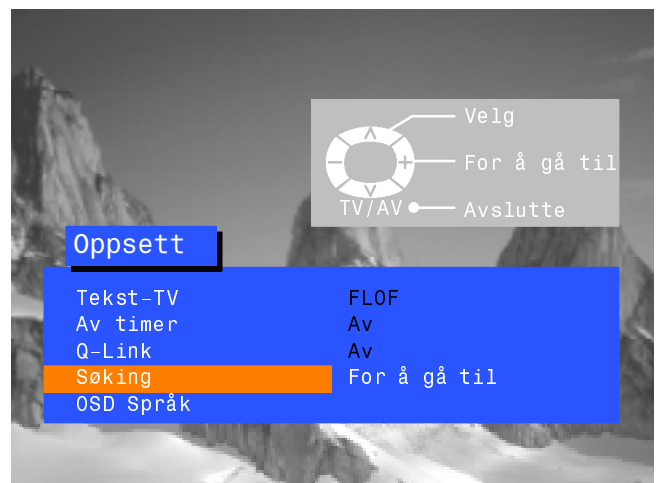 Velg
For å gå til
TV/AV
Avslutte
Oppsett
Tekst-TV FLOF
Av timer Av
Q-Link Av
Søking For å gå til
OSD Språk